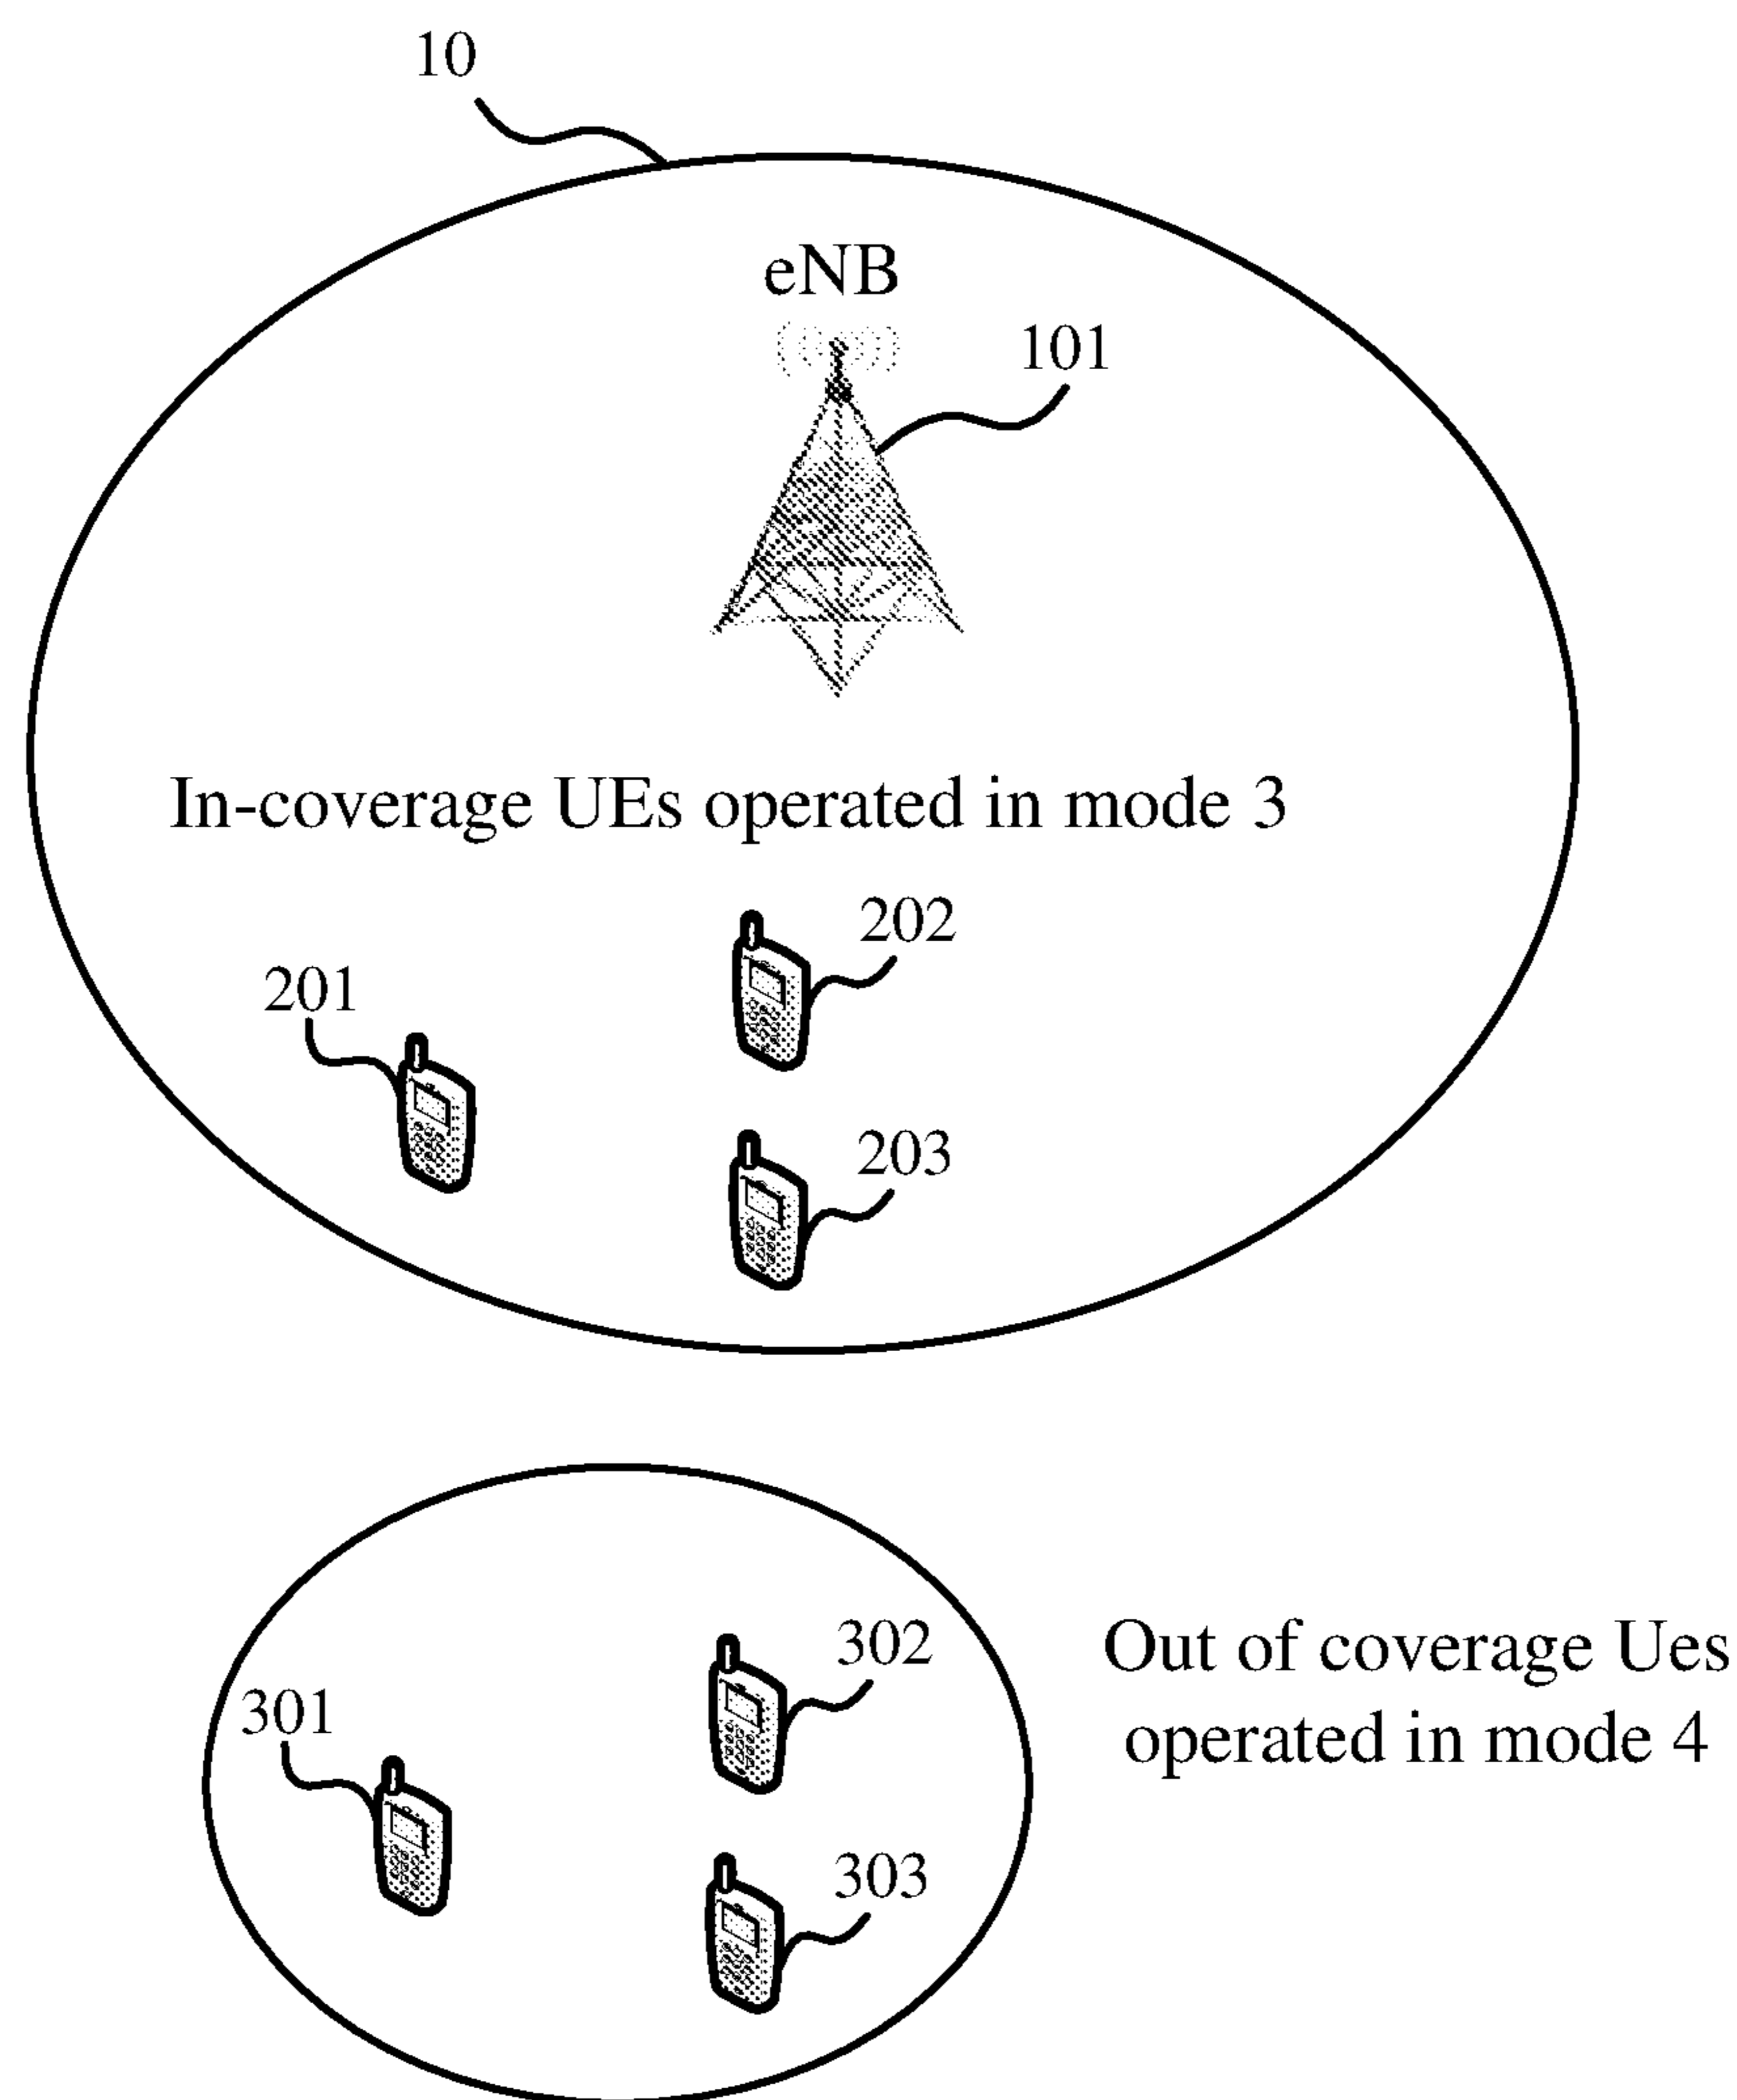 10
eNB
101
In-coverage UEs operated in mode 3
202
201
203
302
Out of coverage Ues
operated in mode 4
301
303